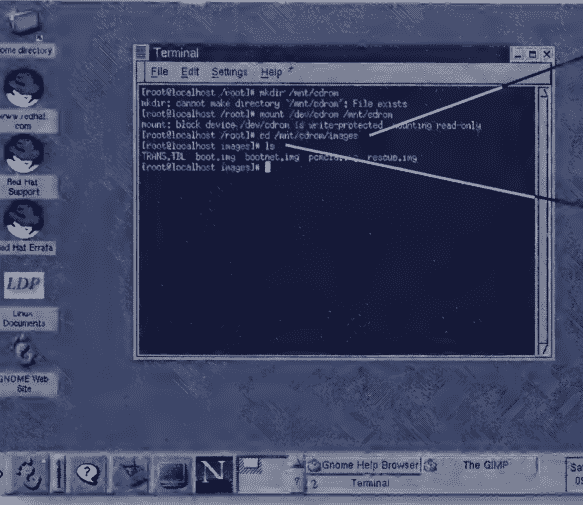 Terminal
File Edit Settings Help
[root@localhost /root]# mkdir /mnt/cdrom
mkdir: cannot make directory `/mnt/cdrom': File exists
[root@localhost /root]# mount /dev/cdrom /mnt/cdrom
mount: block device /dev/cdrom is write-protected, mounting read-only
[root@localhost /root]# cd /mnt/cdrom/images
[root@localhost images]# ls
TRANS.TBL boot.img bootnet.img rescue.img
[root@localhost images]#
ome directory
www.redhat.
com
Red Hat
Support
ed Hat Errata
LDP
Linux
Documents
GNOME Web
Site
N
Gnome Help Browser
The GIMP
Terminal